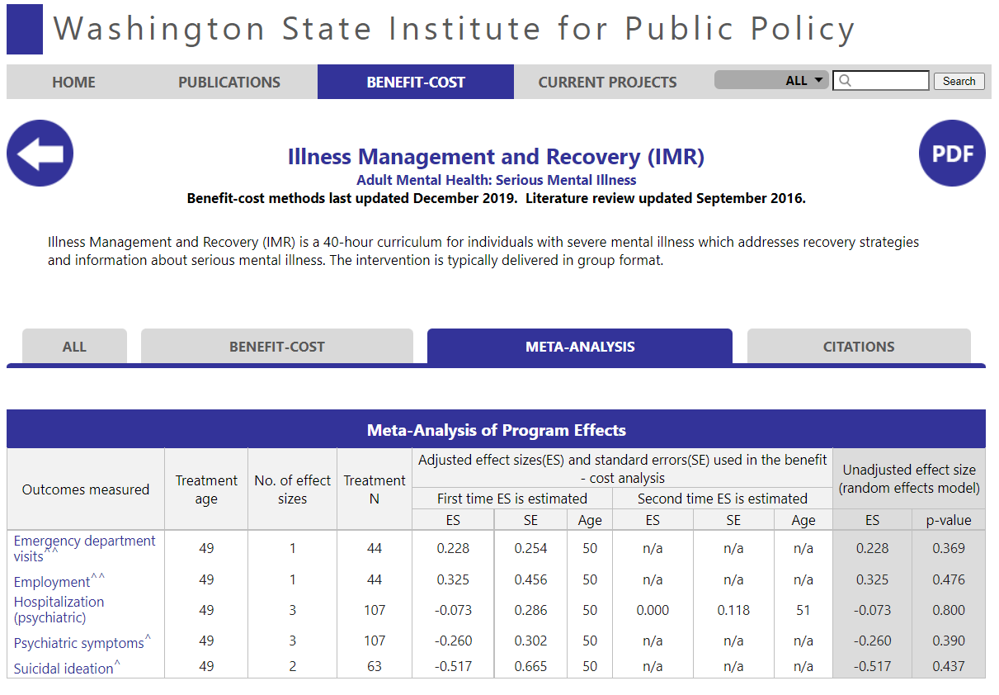 Washington State Institute for Public Policy
HOME PUBLICATIONS BENEFIT-COST CURRENT PROJECTS ALL Search
PDF
Illness Management and Recovery (IMR)
Adult Mental Health: Serious Mental Illness
Benefit-cost methods last updated December 2019.  Literature review updated September 2016.
Illness Management and Recovery (IMR) is a 40-hour curriculum for individuals with severe mental illness which addresses recovery strategies
and information about serious mental illness. The intervention is typically delivered in group format.
ALL BENEFIT-COST META-ANALYSIS CITATIONS
Meta-Analysis of Program Effects
Outcomes measured
Treatment
age
No. of effect
sizes
Treatment
N
Adjusted effect sizes(ES) and standard errors(SE) used in the benefit
- cost analysis
Unadjusted effect size
(random effects model)
First time ES is estimated Second time ES is estimated
ES SE Age ES SE Age ES p-value
Emergency department
visits^^ 49 1 44 0.228 0.254 50 n/a n/a n/a 0.228 0.369
Employment^^ 49 1 44 0.325 0.456 50 n/a n/a n/a 0.325 0.476
Hospitalization
(psychiatric) 49 3 107 -0.073 0.286 50 0.000 0.118 51 -0.073 0.800
Psychiatric symptoms^ 49 3 107 -0.260 0.302 50 n/a n/a n/a -0.260 0.390
Suicidal ideation^ 49 2 63 -0.517 0.665 50 n/a n/a n/a -0.517 0.437